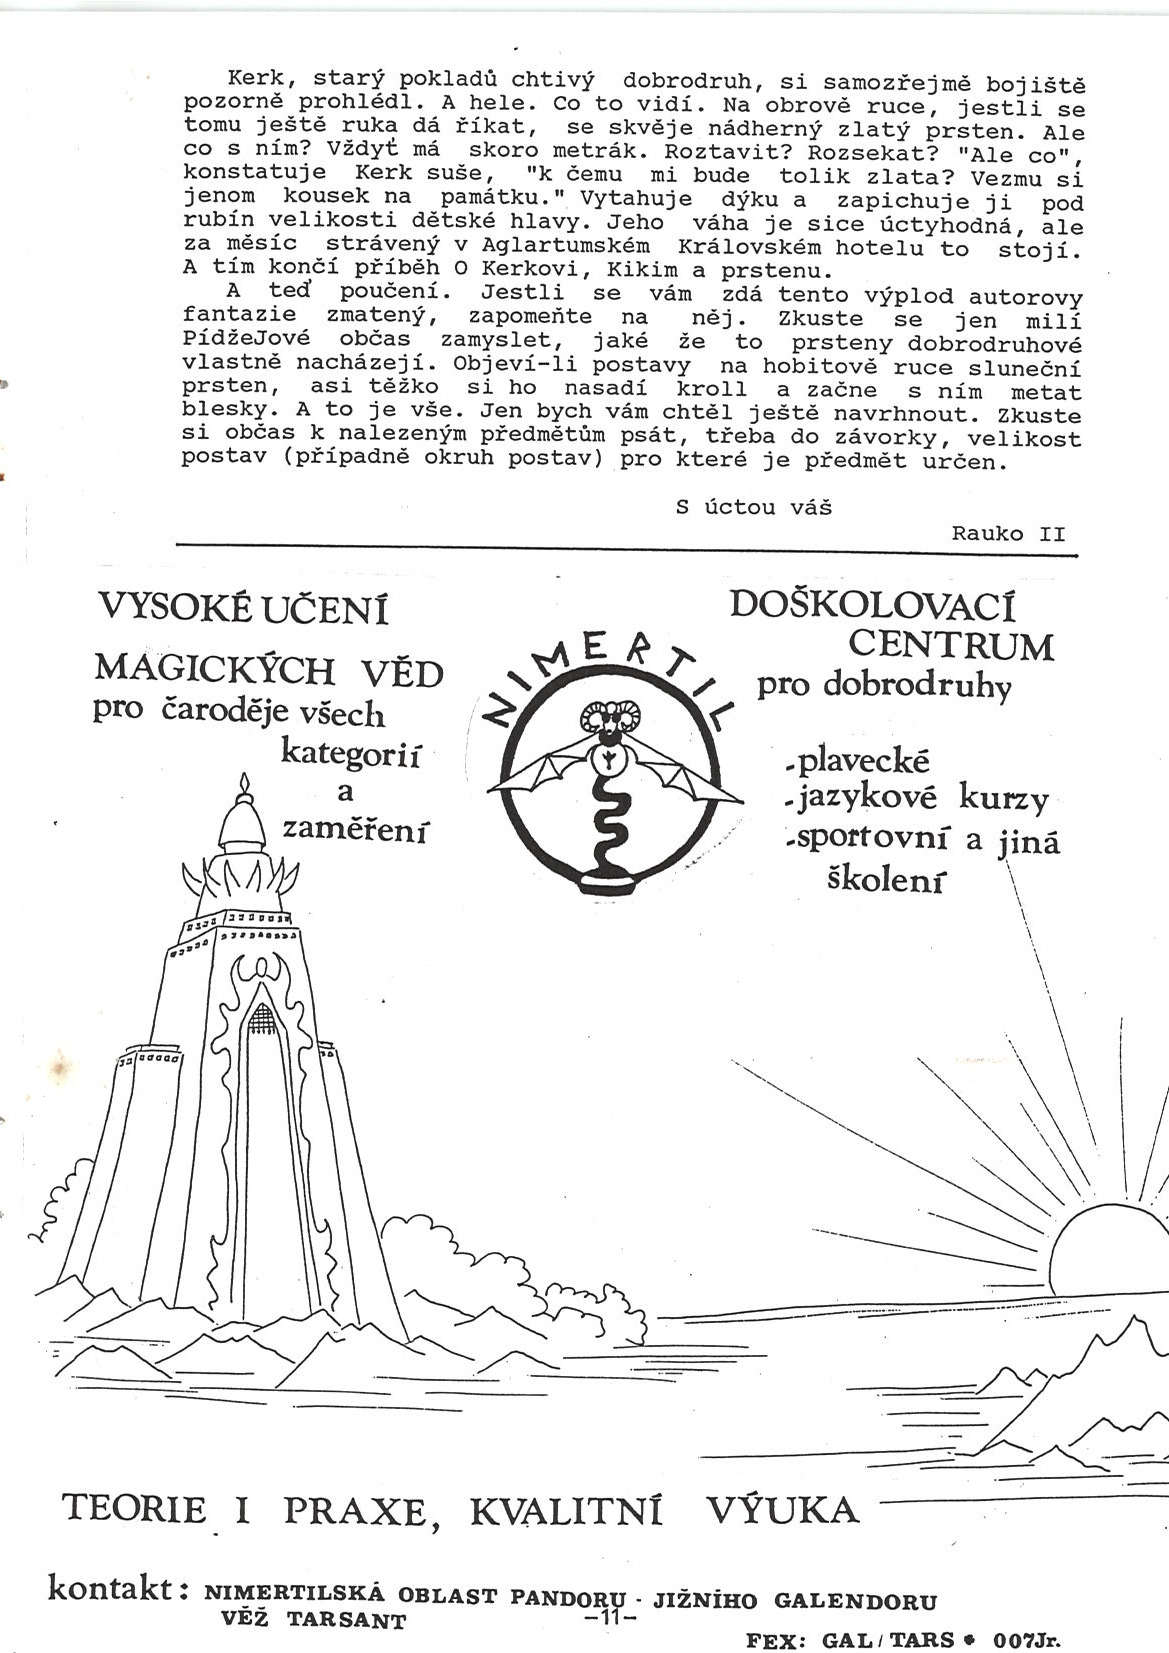 Kerk, starý pokladů chtivý dobrodruh, si samozřejmě bojiště
pozorně prohlédl. A hele. Co to vidí. Na obrově ruce, jestli se
tomu ještě ruka dá říkat, se skvěje nádherný zlatý prsten. Ale
co s ním? Vždyť má skoro metrák. Roztavit? Rozsekat? "Ale co",
konstatuje Kerk suše, "k čemu mi bude tolik zlata? Vezmu si
jenom kousek na památku." Vytahuje dýku a zapichuje ji pod
rubín velikosti dětské hlavy. Jeho váha je sice úctyhodná, ale
za měsíc strávený v Aglartumském Královském hotelu to stojí.
A tím končí příběh O Kerkovi, Kikim a prstenu.
A teď poučení. Jestli se vám zdá tento výplod autorovy
fantazie zmatený, zapomeňte na něj. Zkuste se jen milí
PídžeJové občas zamyslet, jaké že to prsteny dobrodruhové
vlastně nacházejí. Objeví-li postavy na hobitově ruce sluneční
prsten, asi těžko si ho nasadí kroll a začne s ním metat
blesky. A to je vše. Jen bych vám chtěl ještě navrhnout. Zkuste
si občas k nalezeným předmětům psát, třeba do závorky, velikost
postav (případně okruh postav) pro které je předmět určen.
S úctou váš
Rauko II
VYSOKÉ UČENÍ
MAGICKÝCH VĚD
pro čaroděje všech
kategorií
a
zaměření
NIMERTIL
DOŠKOLOVACÍ
CENTRUM
pro dobrodruhy
-plavecké
-jazykové kurzy
-sportovní a jiná
školení
TEORIE I PRAXE, KVALITNÍ VÝUKA
kontakt: NIMERTILSKÁ OBLAST PANDORU - JIŽNÍHO GALENDORU
VĚŽ TARSANT
-11-
FEX: GAL/TARS * 007Jr.